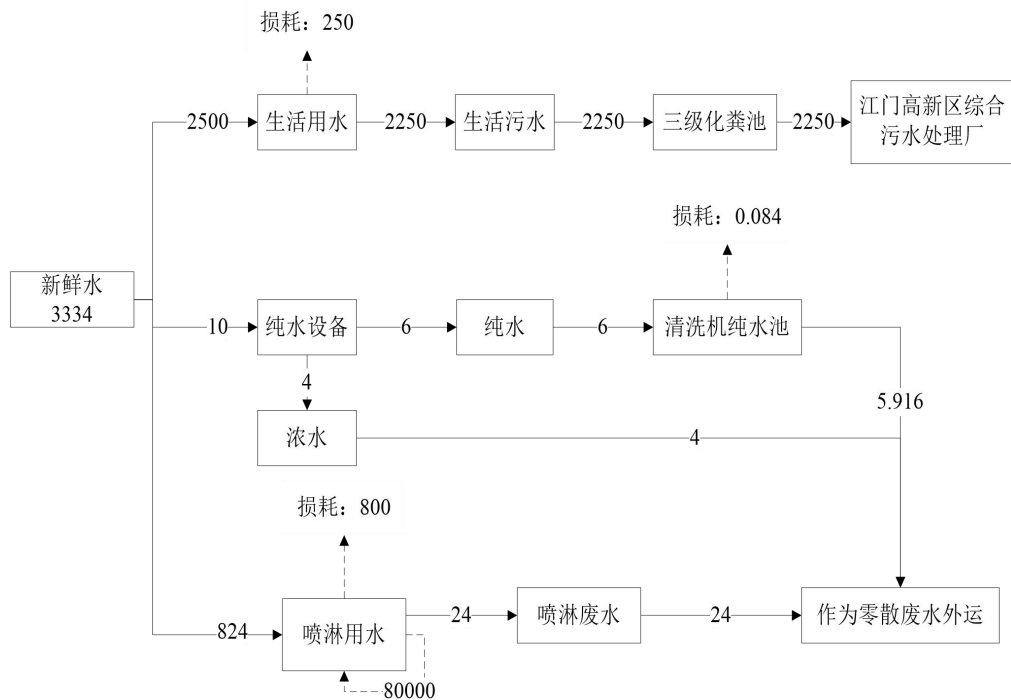 损耗：250
2500
生活用水
2250
生活污水
2250
三级化粪池
2250
江门高新区综合
污水处理厂
损耗：0.084
新鲜水
3334
10
纯水设备
6
纯水
6
清洗机纯水池
4
5.916
浓水
4
损耗：800
824
喷淋用水
24
喷淋废水
24
作为零散废水外运
80000